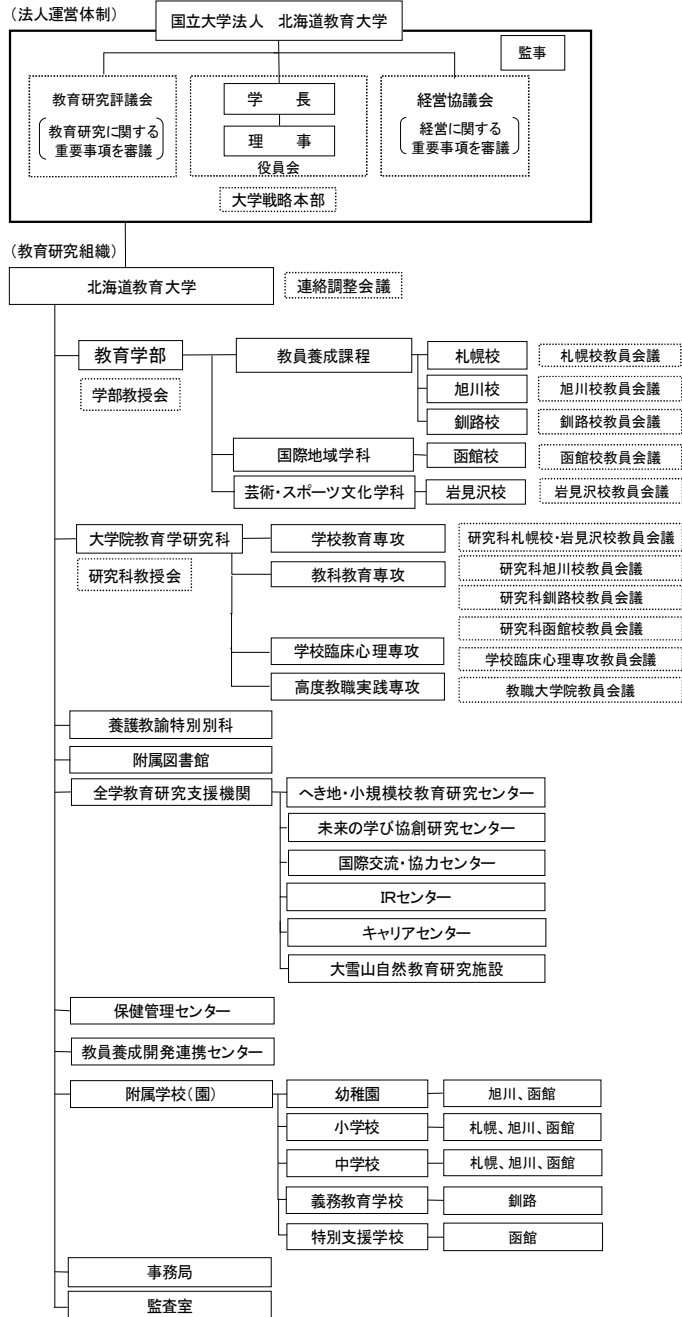 （法人運営体制）
国立大学法人　北海道教育大学
監事
教育研究評議会
教育研究に関する
重要事項を審議
学　長
理　事
役員会
経営協議会
経営に関する
重要事項を審議
大学戦略本部
（教育研究組織）
北海道教育大学
連絡調整会議
教育学部
学部教授会
教員養成課程
札幌校
札幌校教員会議
旭川校
旭川校教員会議
釧路校
釧路校教員会議
国際地域学科
函館校
函館校教員会議
芸術・スポーツ文化学科
岩見沢校
岩見沢校教員会議
大学院教育学研究科
研究科教授会
学校教育専攻
研究科札幌校・岩見沢校教員会議
教科教育専攻
研究科旭川校教員会議
研究科釧路校教員会議
研究科函館校教員会議
学校臨床心理専攻
学校臨床心理専攻教員会議
高度教職実践専攻
教職大学院教員会議
養護教諭特別別科
附属図書館
全学教育研究支援機関
へき地・小規模校教育研究センター
未来の学び協創研究センター
国際交流・協力センター
IRセンター
キャリアセンター
大雪山自然教育研究施設
保健管理センター
教員養成開発連携センター
附属学校（園）
幼稚園
旭川、函館
小学校
札幌、旭川、函館
中学校
札幌、旭川、函館
義務教育学校
釧路
特別支援学校
函館
事務局
監査室